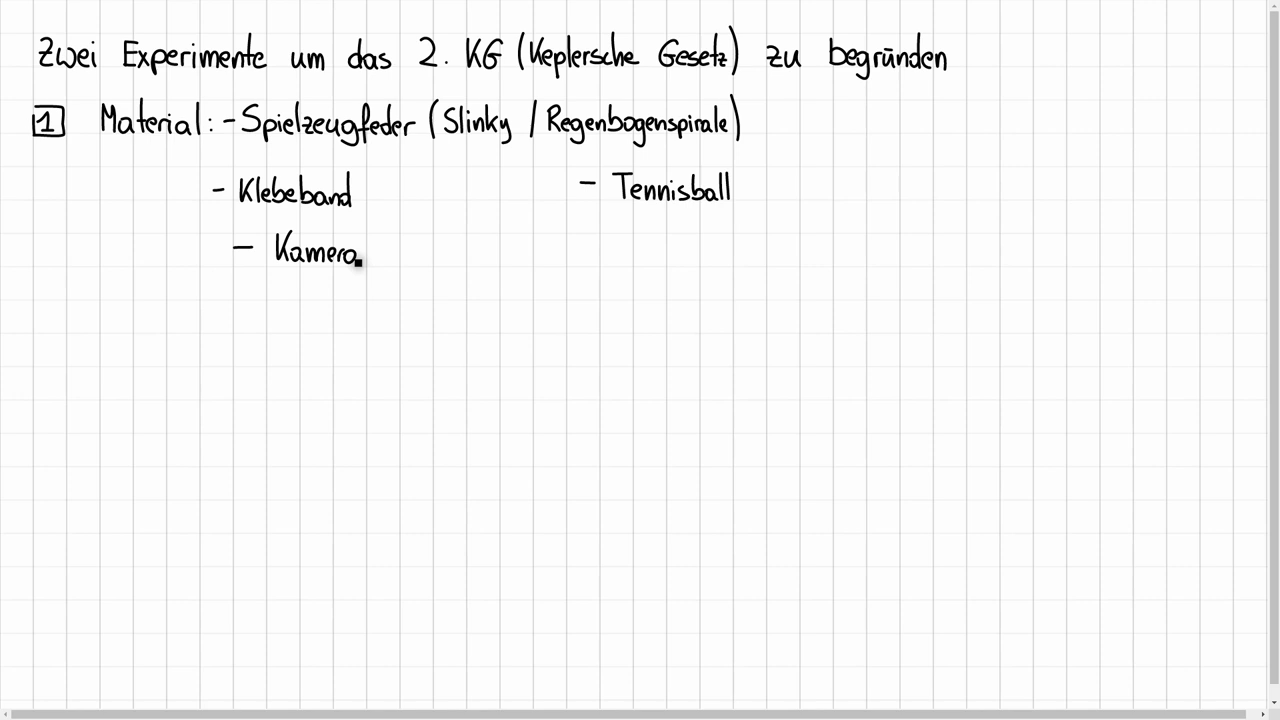 Zwei Experimente um das 2. KG (Keplersche Gesetz) zu begründen
1 Material: - Spielzeugfeder (Slinky / Regenbogenspirale)
- Klebeband - Tennisball
- Kamera